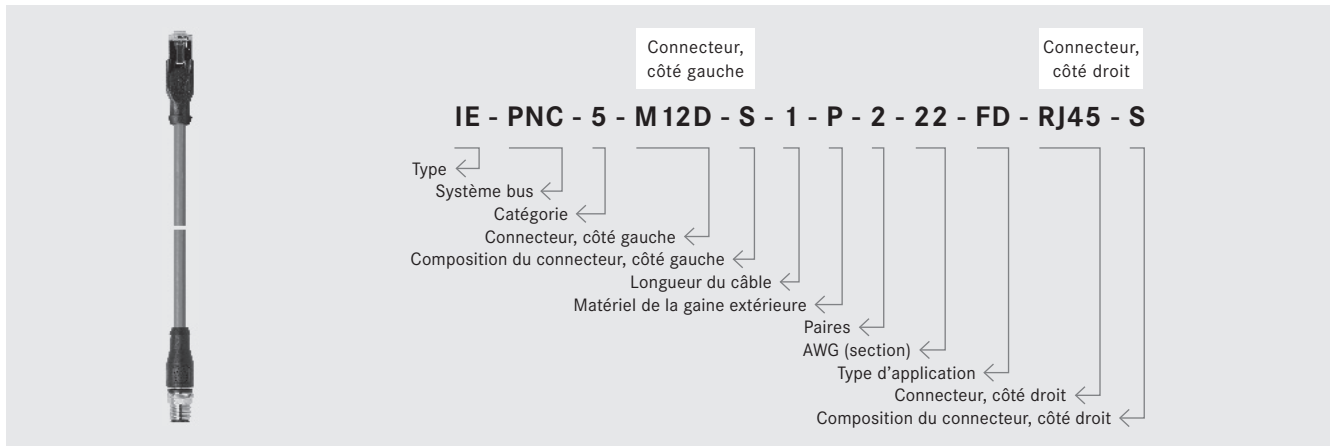 Connecteur,
côté gauche
Connecteur,
côté droit
IE - PNC - 5 - M12D - S - 1 - P - 2 - 22 - FD - RJ45 - S
Type
Système bus
Catégorie
Connecteur, côté gauche
Composition du connecteur, côté gauche
Longueur du câble
Matériel de la gaine extérieure
Paires
AWG (section)
Type d’application
Connecteur, côté droit
Composition du connecteur, côté droit